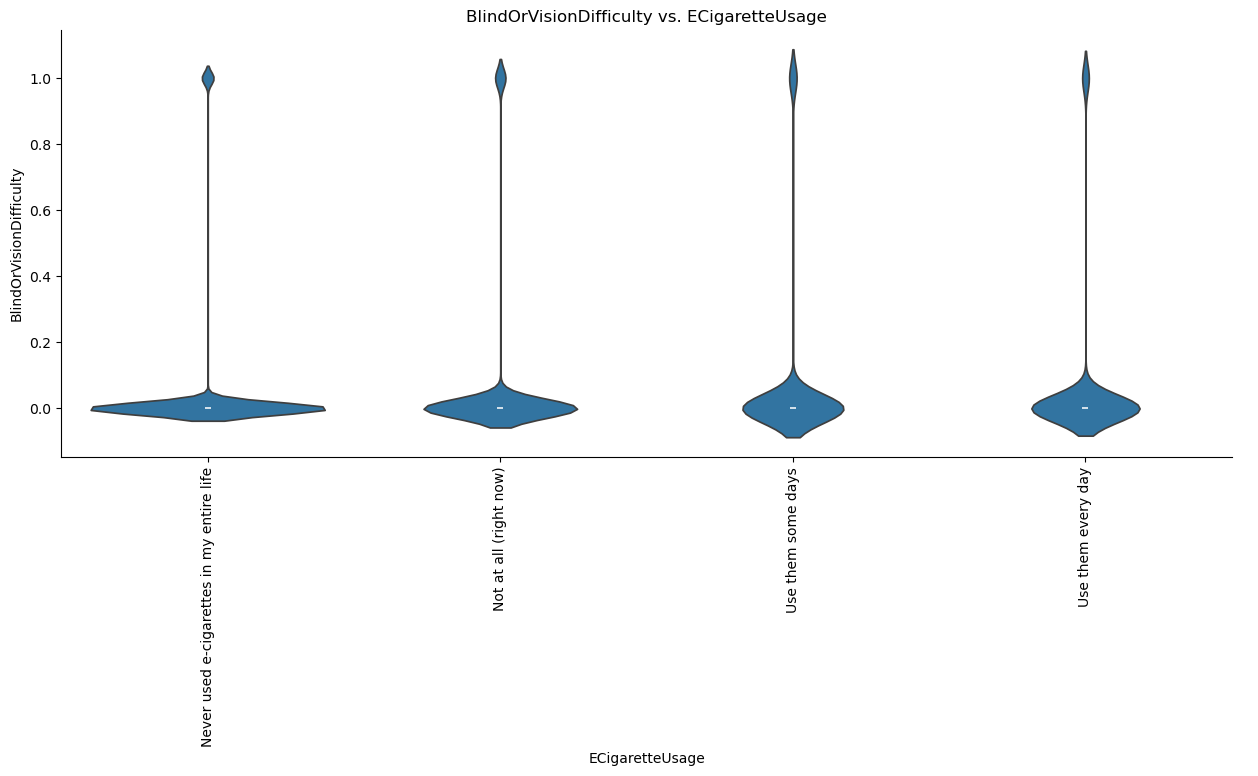 BlindOrVisionDifficulty vs. ECigaretteUsage
BlindOrVisionDifficulty
1.0
0.8
0.6
0.4
0.2
0.0
Never used e-cigarettes in my entire life
Not at all (right now)
Use them some days
Use them every day
ECigaretteUsage